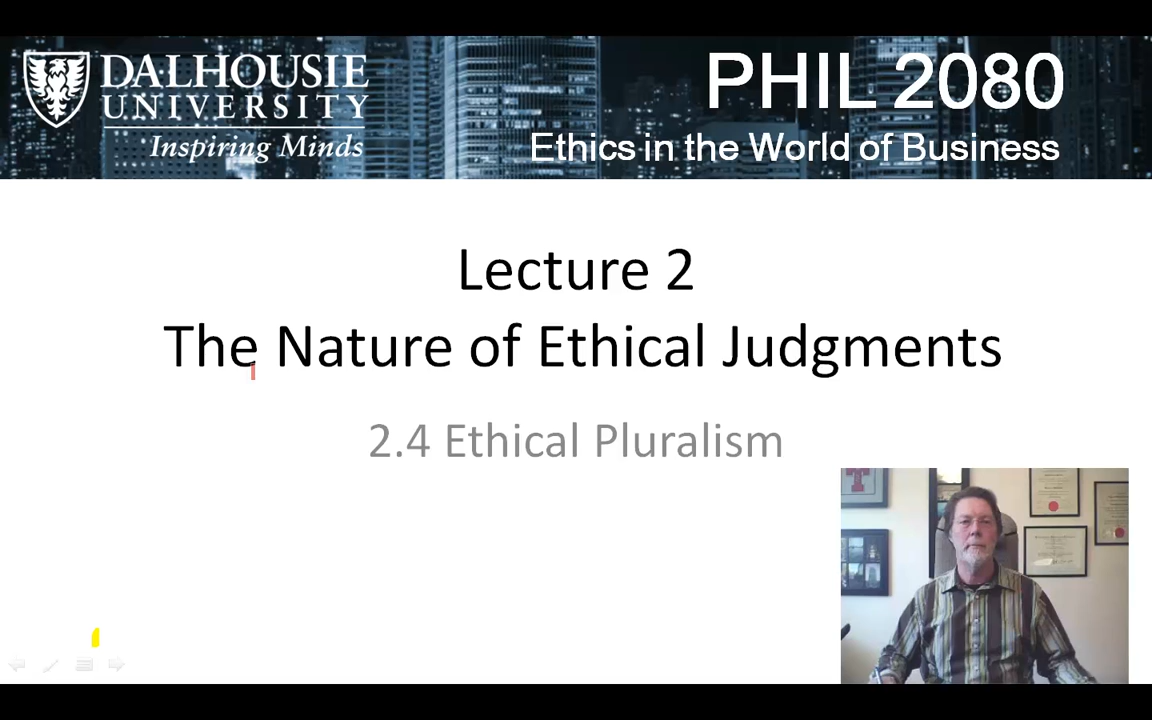 DALHOUSIE
UNIVERSITY
Inspiring Minds
PHIL 2080
Ethics in the World of Business
Lecture 2
The Nature of Ethical Judgments
2.4 Ethical Pluralism